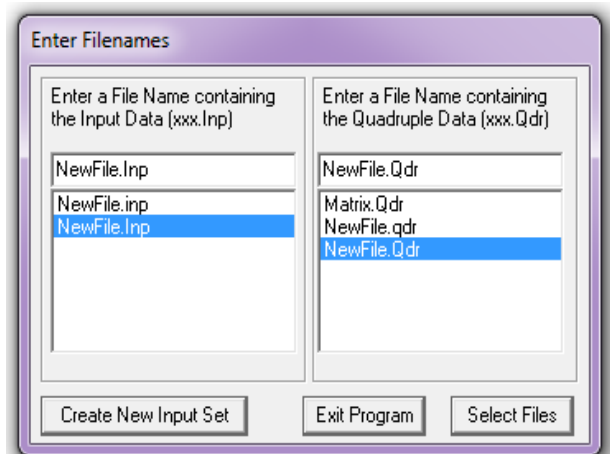 Enter Filenames
Enter a File Name containing
the Input Data (xxx.Inp)
NewFile.Inp
NewFile.inp
NewFile.Inp
Enter a File Name containing
the Quadruple Data (xxx.Qdr)
NewFile.Qdr
Matrix.Qdr
NewFile.qdr
NewFile.Qdr
Create New Input Set
Exit Program
Select Files